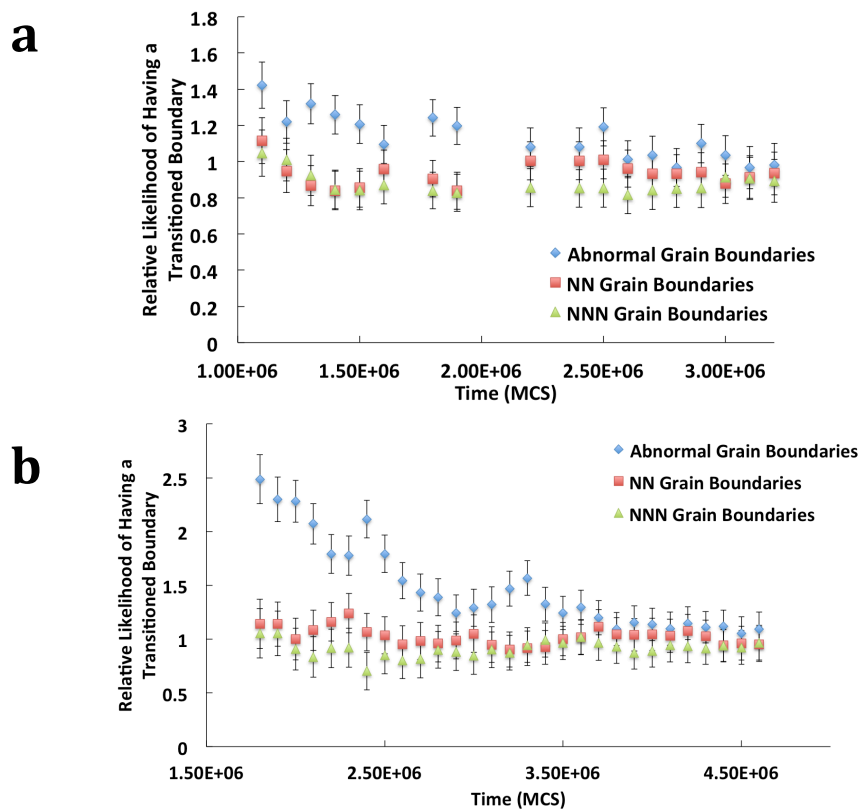 a
Relative Likelihood of Having a
Transitioned Boundary
1.8
1.6
1.4
1.2
1
0.8
0.6
0.4
0.2
0
Abnormal Grain Boundaries
NN Grain Boundaries
NNN Grain Boundaries
1.00E+06 1.50E+06 2.00E+06 2.50E+06 3.00E+06
Time (MCS)
b
Relative Likelihood of Having a
Transitioned Boundary
3
2.5
2
1.5
1
0.5
0
Abnormal Grain Boundaries
NN Grain Boundaries
NNN Grain Boundaries
1.50E+06 2.50E+06 3.50E+06 4.50E+06
Time (MCS)